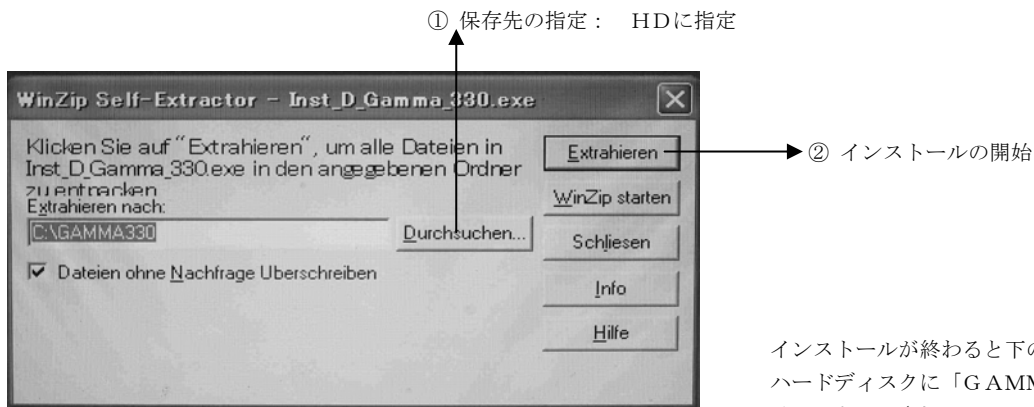 ① 保存先の指定：　ＨＤに指定
WinZip Self-Extractor - Inst_D_Gamma_330.exe
Klicken Sie auf “Extrahieren”, um alle Dateien in
Inst_D_Gamma_330.exe in den angegebenen Ordner
zu entpacken
Extrahieren nach:
C:\GAMMA330
Durchsuchen...
Dateien ohne Nachfrage Uberschreiben
Extrahieren
WinZip starten
Schliesen
Info
Hilfe
② インストールの開始
インストールが終わると下の
ハードディスクに「ＧＡＭＭ